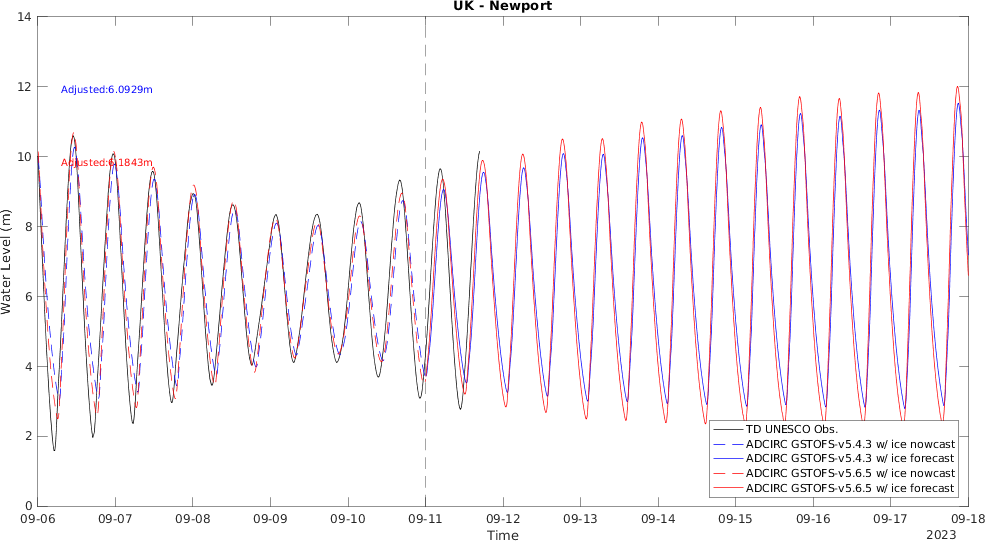 UK - Newport
14
12
10
8
6
4
2
0
Water Level (m)
Adjusted:6.0929m
Adjusted:6.1843m
TD UNESCO Obs.
ADCIRC GSTOFS-v5.4.3 w/ ice nowcast
ADCIRC GSTOFS-v5.4.3 w/ ice forecast
ADCIRC GSTOFS-v5.6.5 w/ ice nowcast
ADCIRC GSTOFS-v5.6.5 w/ ice forecast
09-06 09-07 09-08 09-09 09-10 09-11 09-12 09-13 09-14 09-15 09-16 09-17 09-18
Time
2023